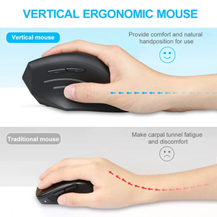 VERTICAL ERGONOMIC MOUSE
Vertical mouse
Provide comfort and natural
handposition for use
Traditional mouse
Make carpal tunnel fatigue
and discomfort